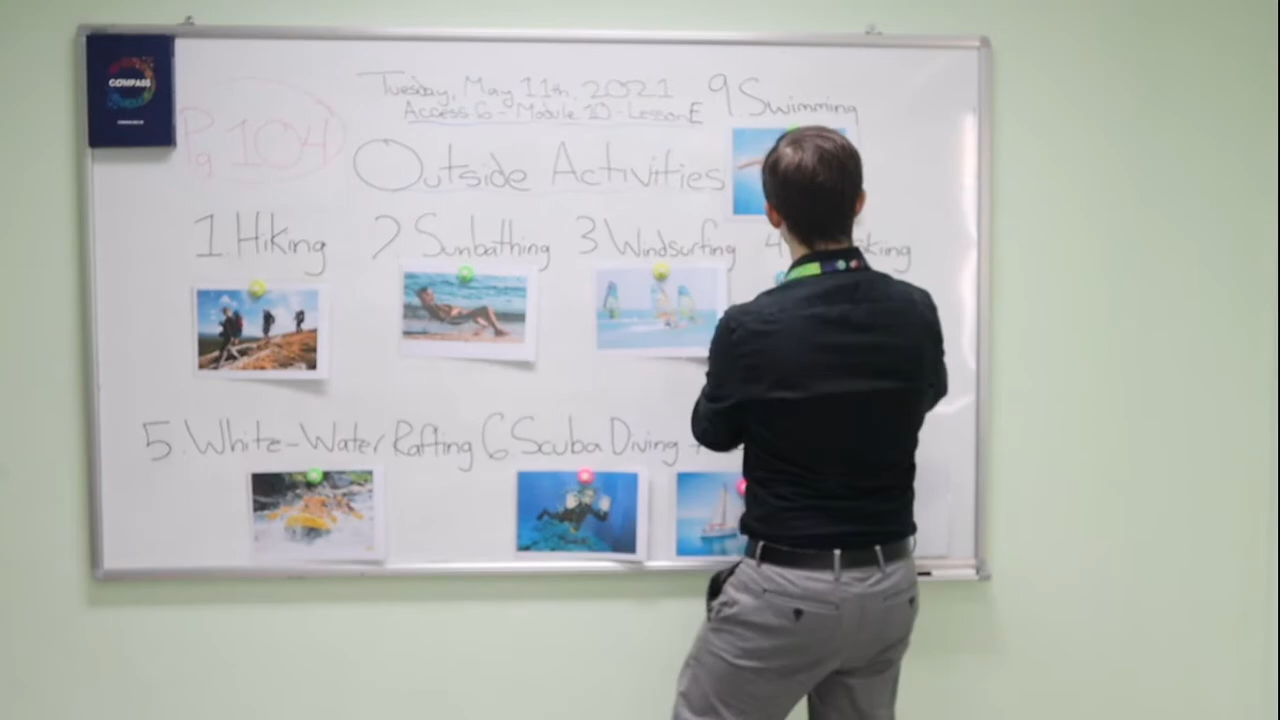 COMPASS
Pg 104
Tuesday, May 11th, 2021
Access 6 - Module 10 - Lesson E
9 Swimming
Outside Activities
1. Hiking
2 Sunbathing
3 Windsurfing
4
5. White-Water Rafting
6 Scuba Diving